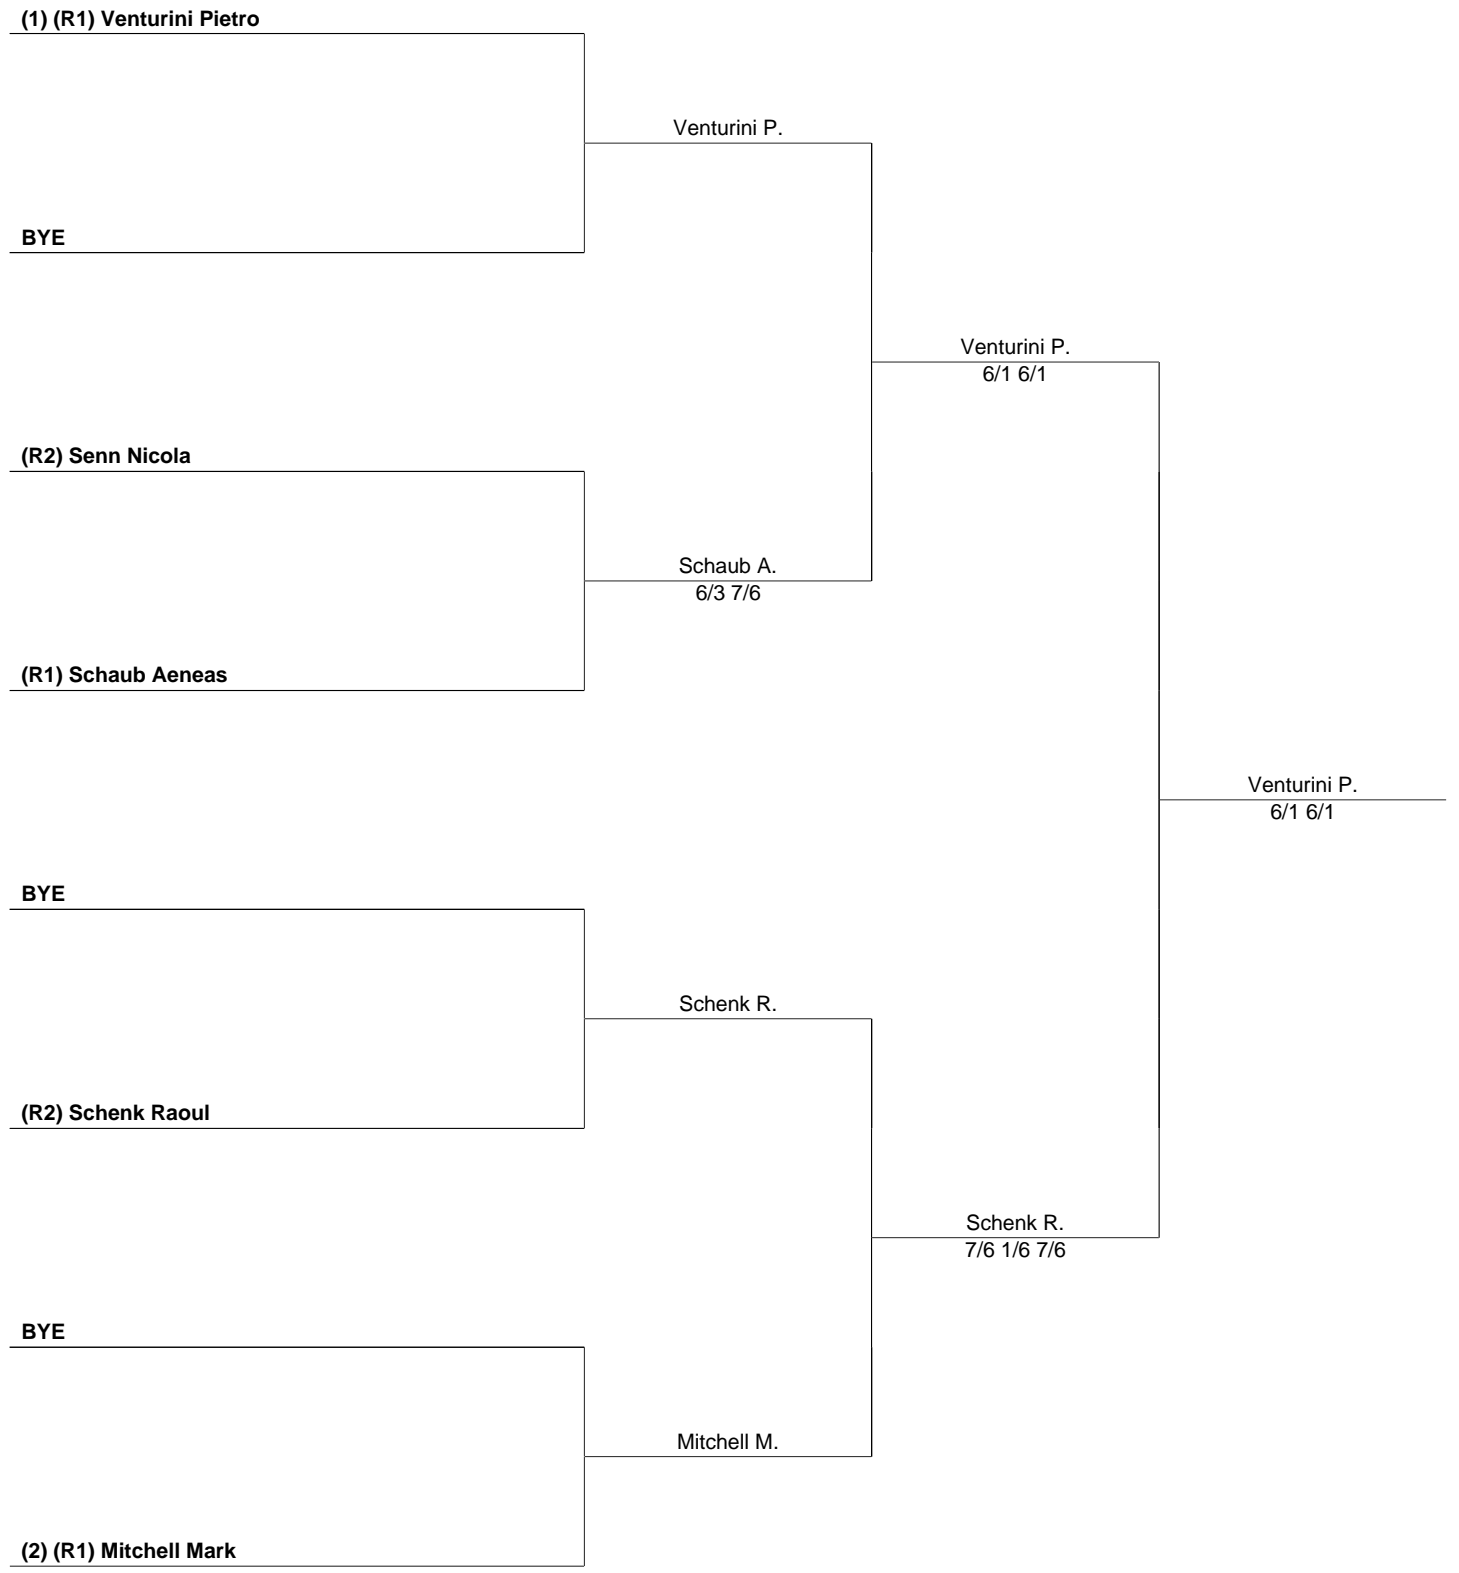 (1) (R1) Venturini Pietro
Venturini P.
BYE
Venturini P.
6/1 6/1
(R2) Senn Nicola
Schaub A.
6/3 7/6
(R1) Schaub Aeneas
Venturini P.
6/1 6/1
BYE
Schenk R.
(R2) Schenk Raoul
Schenk R.
7/6 1/6 7/6
BYE
Mitchell M.
(2) (R1) Mitchell Mark